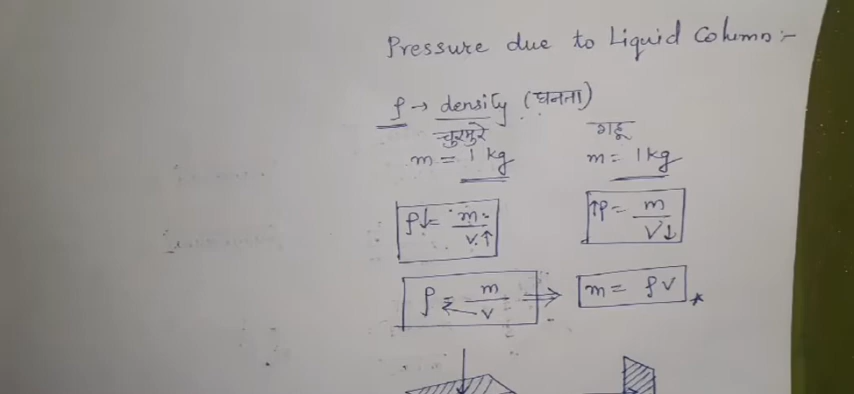 Pressure due to Liquid Column:-
ρ → density (घनता)
चुरमुरे गहू
m = 1 kg m = 1 kg
ρ↓ = m/v↑ ↑ρ = m/v↓
ρ = m/v ⇒ m = ρv *